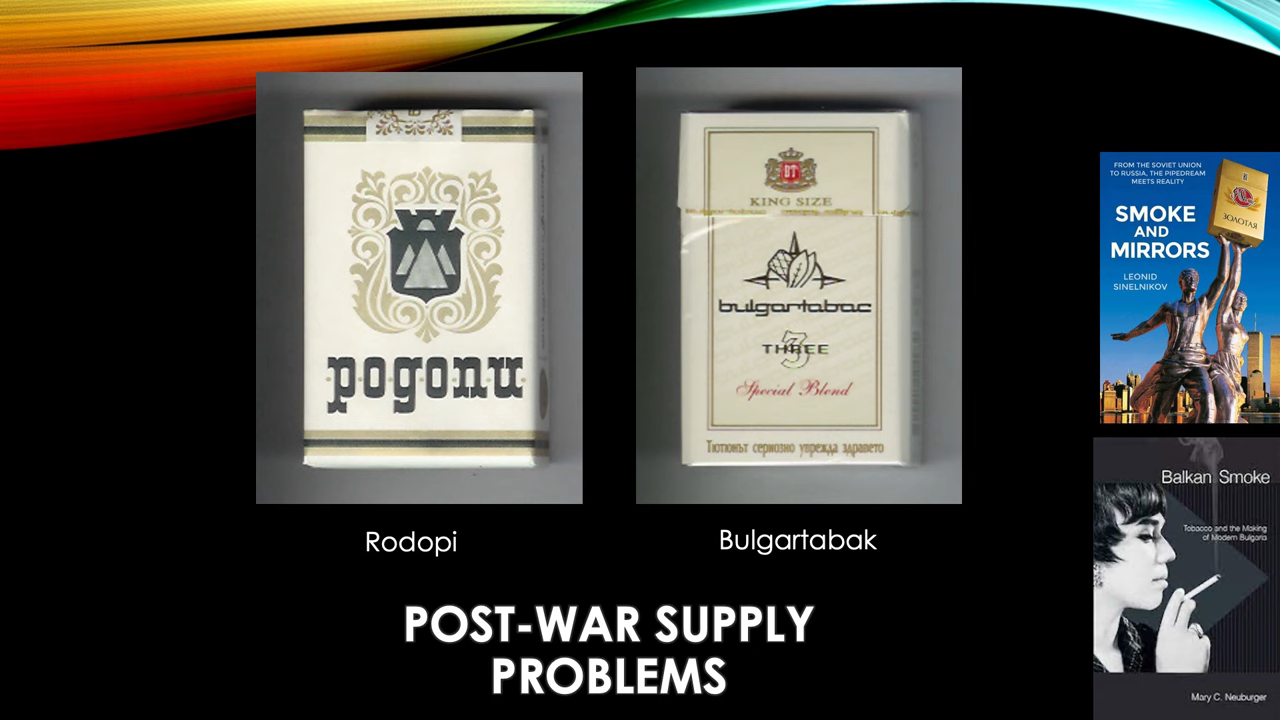 родопи
BT
KING SIZE
bulgartabac
3
THREE
Special Blend
Тютюнът сериозно уврежда здравето
Rodopi
Bulgartabak
POST-WAR SUPPLY
PROBLEMS
FROM THE SOVIET UNION
TO RUSSIA, THE PIPEDREAM
MEETS REALITY
ЗОЛОТАЯ
SMOKE
AND
MIRRORS
LEONID
SINELNIKOV
Balkan Smoke
Tobacco and the Making
of Modern Bulgaria
Mary C. Neuburger